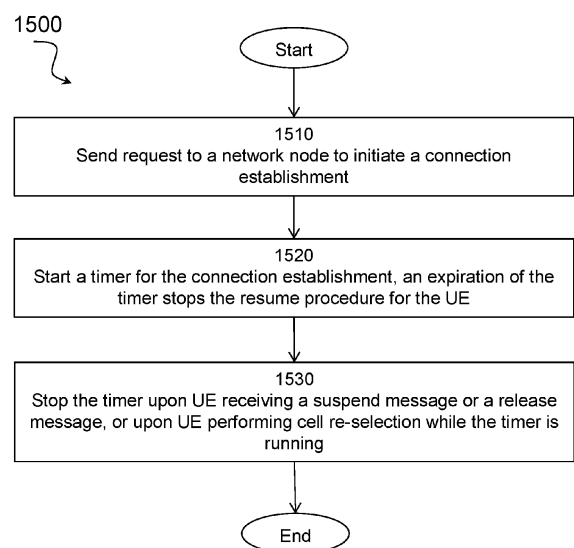 1500
Start
1510
Send request to a network node to initiate a connection
establishment
1520
Start a timer for the connection establishment, an expiration of the
timer stops the resume procedure for the UE
1530
Stop the timer upon UE receiving a suspend message or a release
message, or upon UE performing cell re-selection while the timer is
running
End